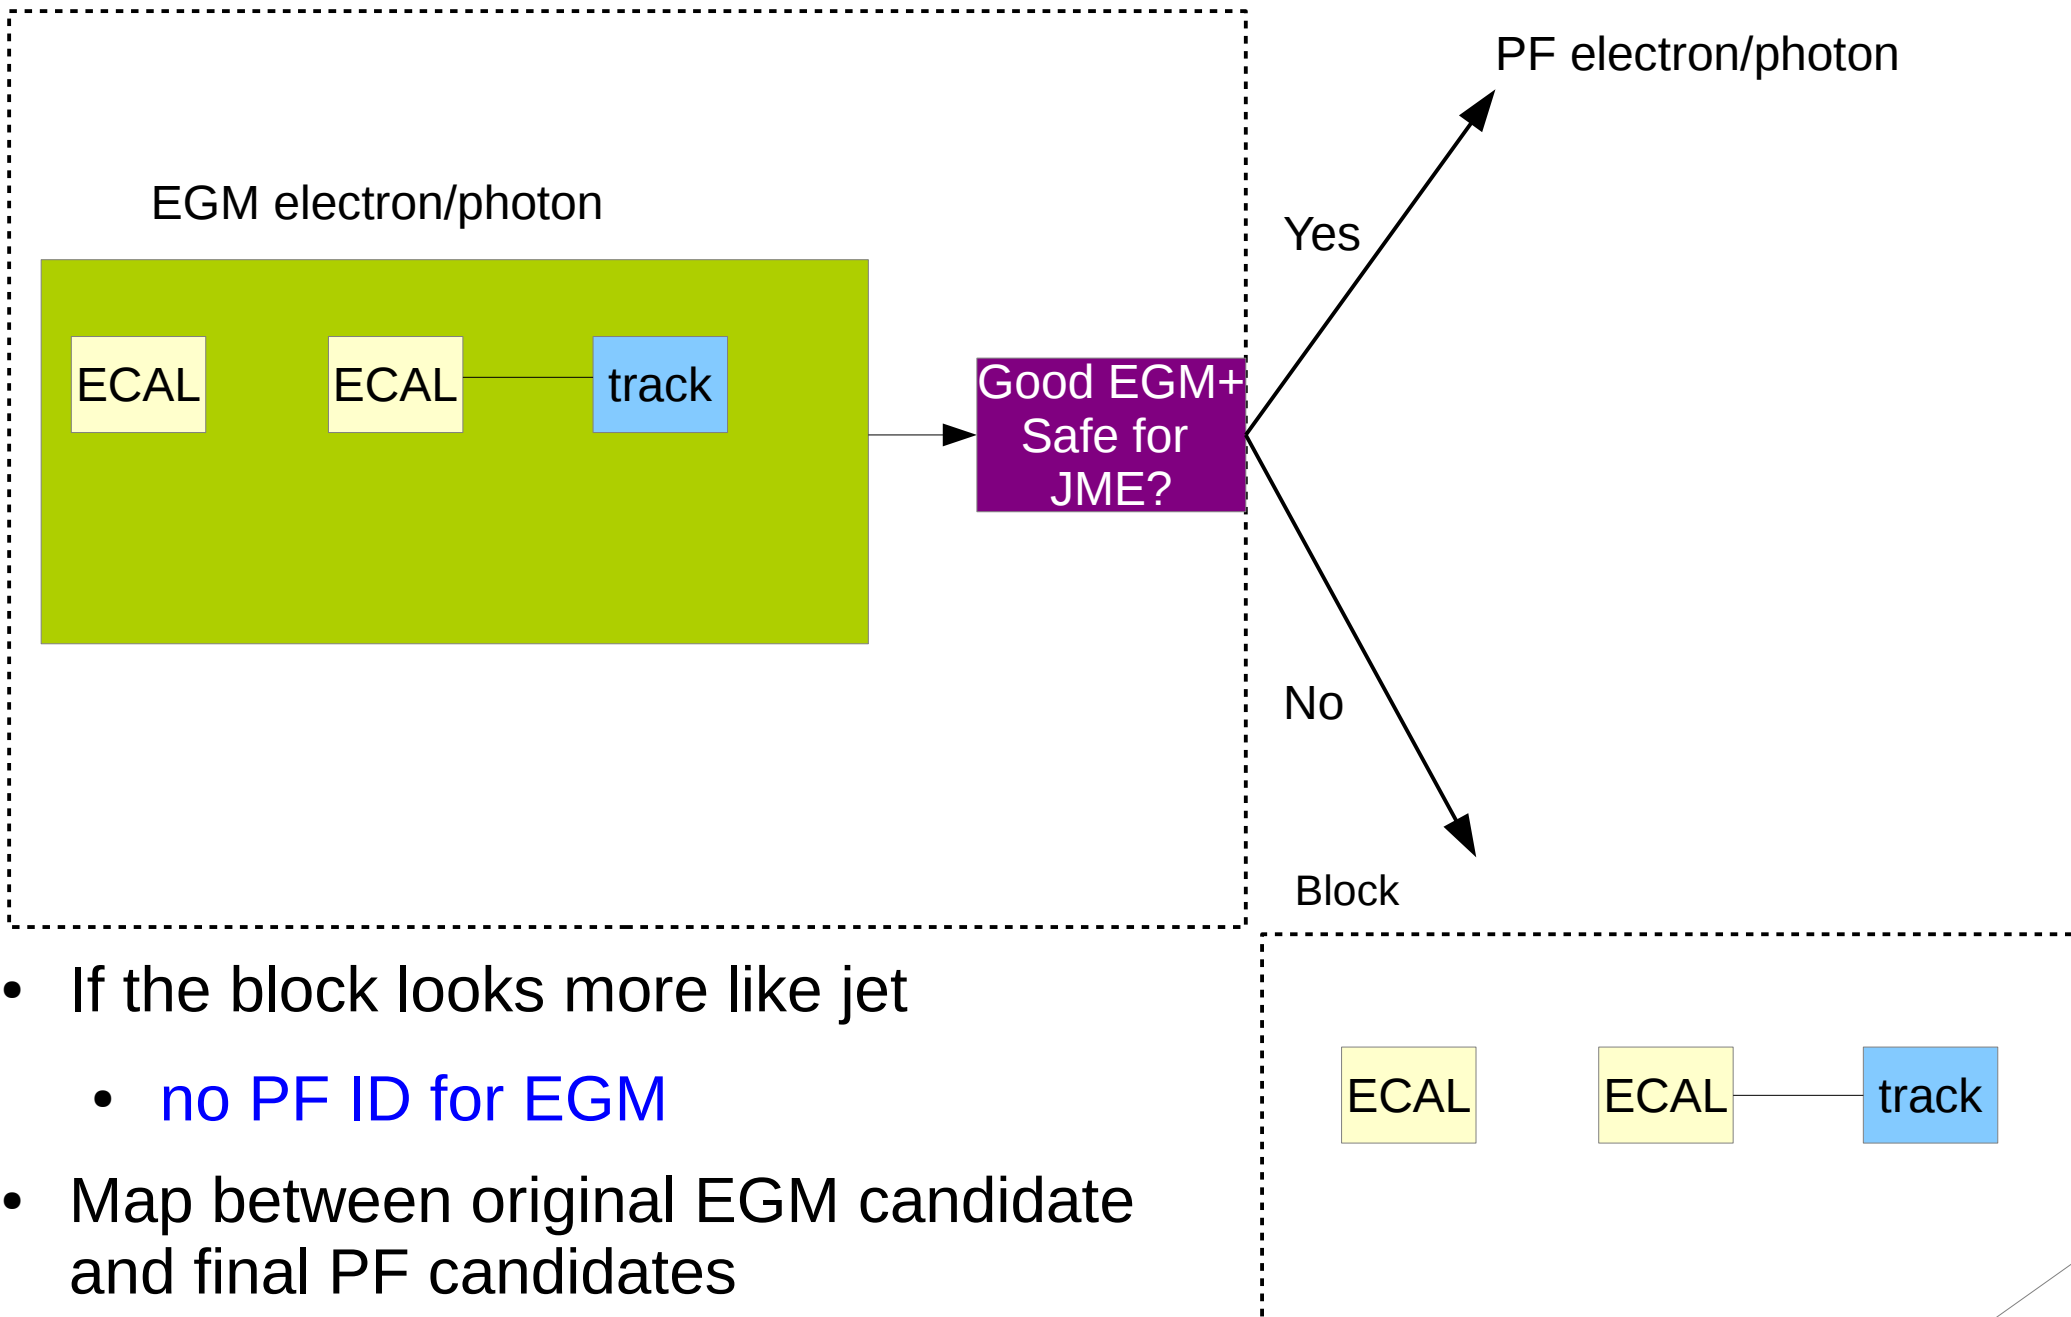 PF electron/photon
EGM electron/photon
Yes
ECAL ECAL track
Good EGM+
Safe for
JME?
No
Block
• If the block looks more like jet
• no PF ID for EGM
• Map between original EGM candidate
and final PF candidates
ECAL ECAL track